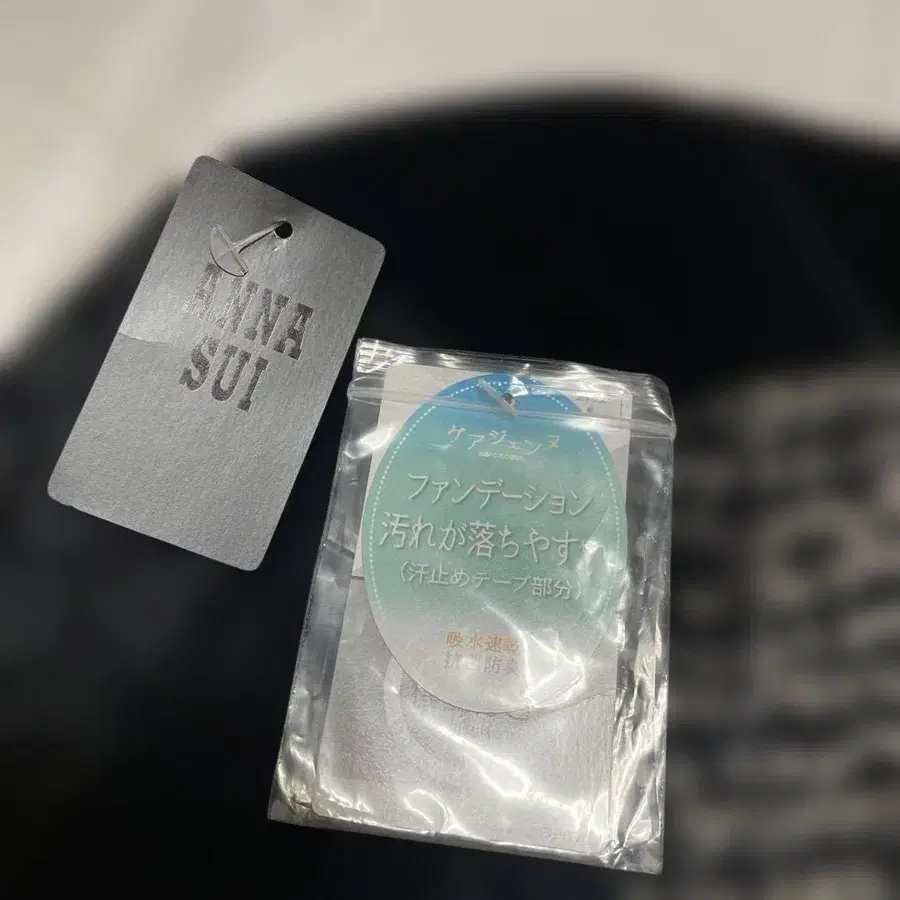 ANNA
SUI
ケアジェンヌ
ファンデーション
汚れが落ちやすい
(汗止めテープ部分)
吸水速乾